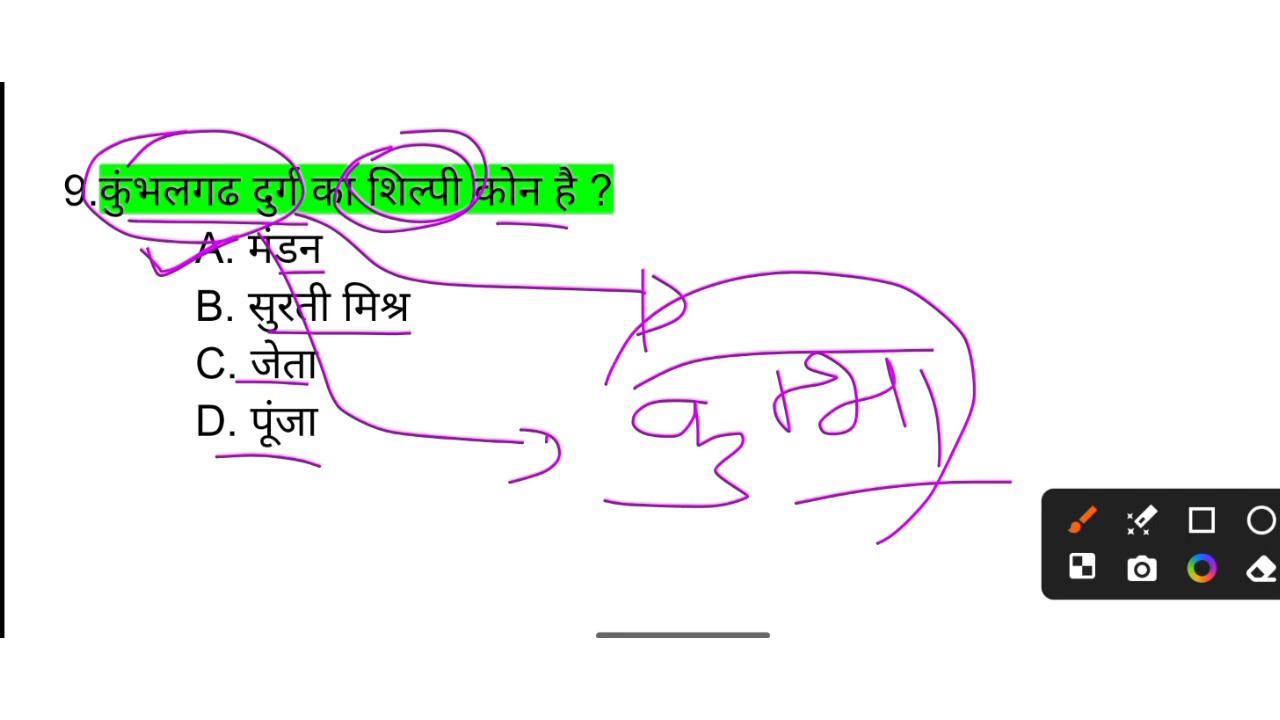 9.कुंभलगढ दुर्ग का शिल्पी कोन है ?
A. मंडन
B. सुरती मिश्र
C. जेता
D. पूंजा
कुम्भा